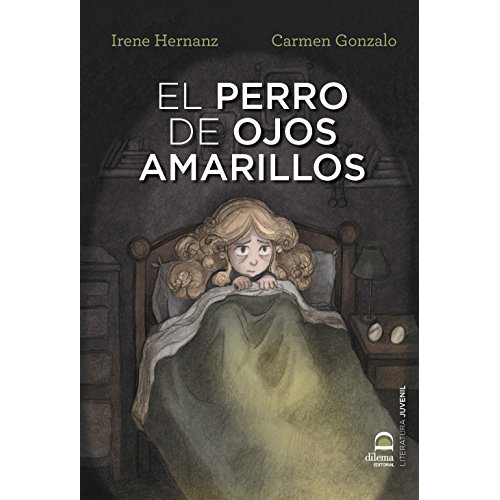 Irene Hernanz Carmen Gonzalo
EL PERRO
DE OJOS
AMARILLOS
dilema
EDITORIAL
LITERATURA JUVENIL